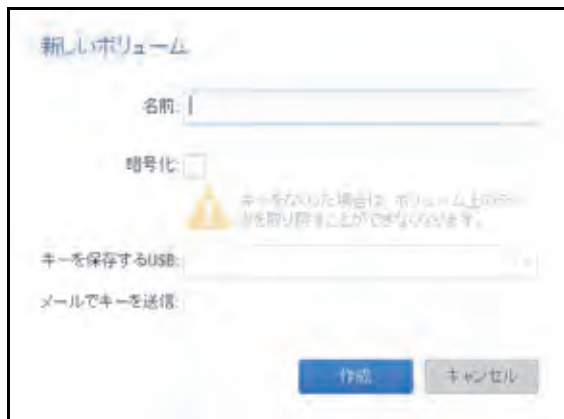 新しいボリューム
名前:
暗号化:
キーをなくした場合は、ボリューム上のデー
タを取り戻すことができなくなります。
キーを保存するUSB:
メールでキーを送信:
作成
キャンセル